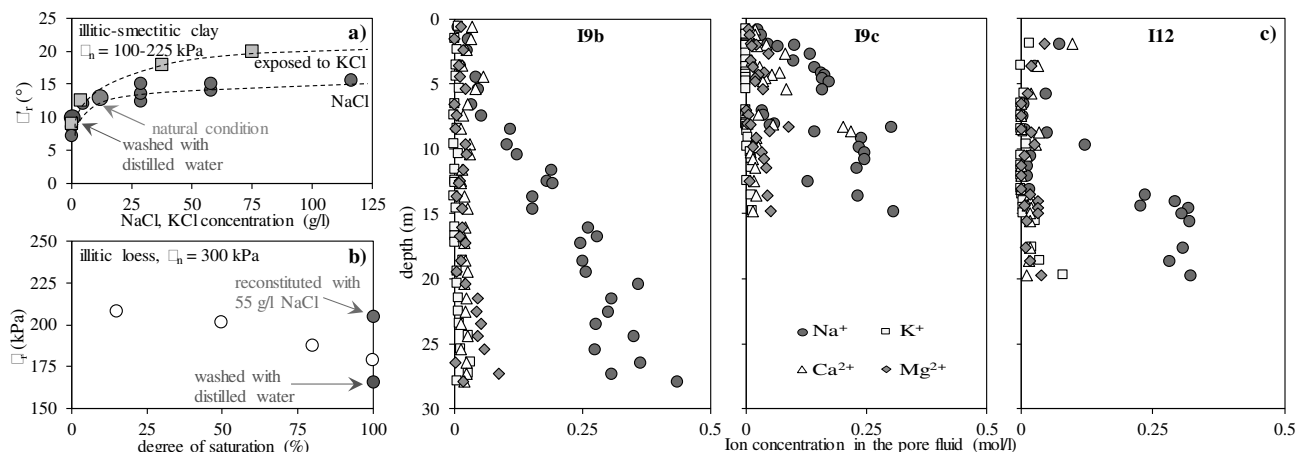 illitic-smectitic clay
a)
□n = 100-225 kPa
exposed to KCl
NaCl
natural condition
washed with
distilled water
□'r (°)
25
20
15
10
5
0
0
25
50
75
100
125
NaCl, KCl concentration (g/l)
illitic loess, □n = 300 kPa
b)
reconstituted with
55 g/l NaCl
washed with
distilled water
□r (kPa)
250
225
200
175
150
0
25
50
75
100
degree of saturation (%)
I9b
I9c
I12
c)
depth (m)
0
5
10
15
20
25
30
0
0.25
0.5
0
0.25
0.5
0
0.25
0.5
Na+
K+
Ca2+
Mg2+
Ion concentration in the pore fluid (mol/l)